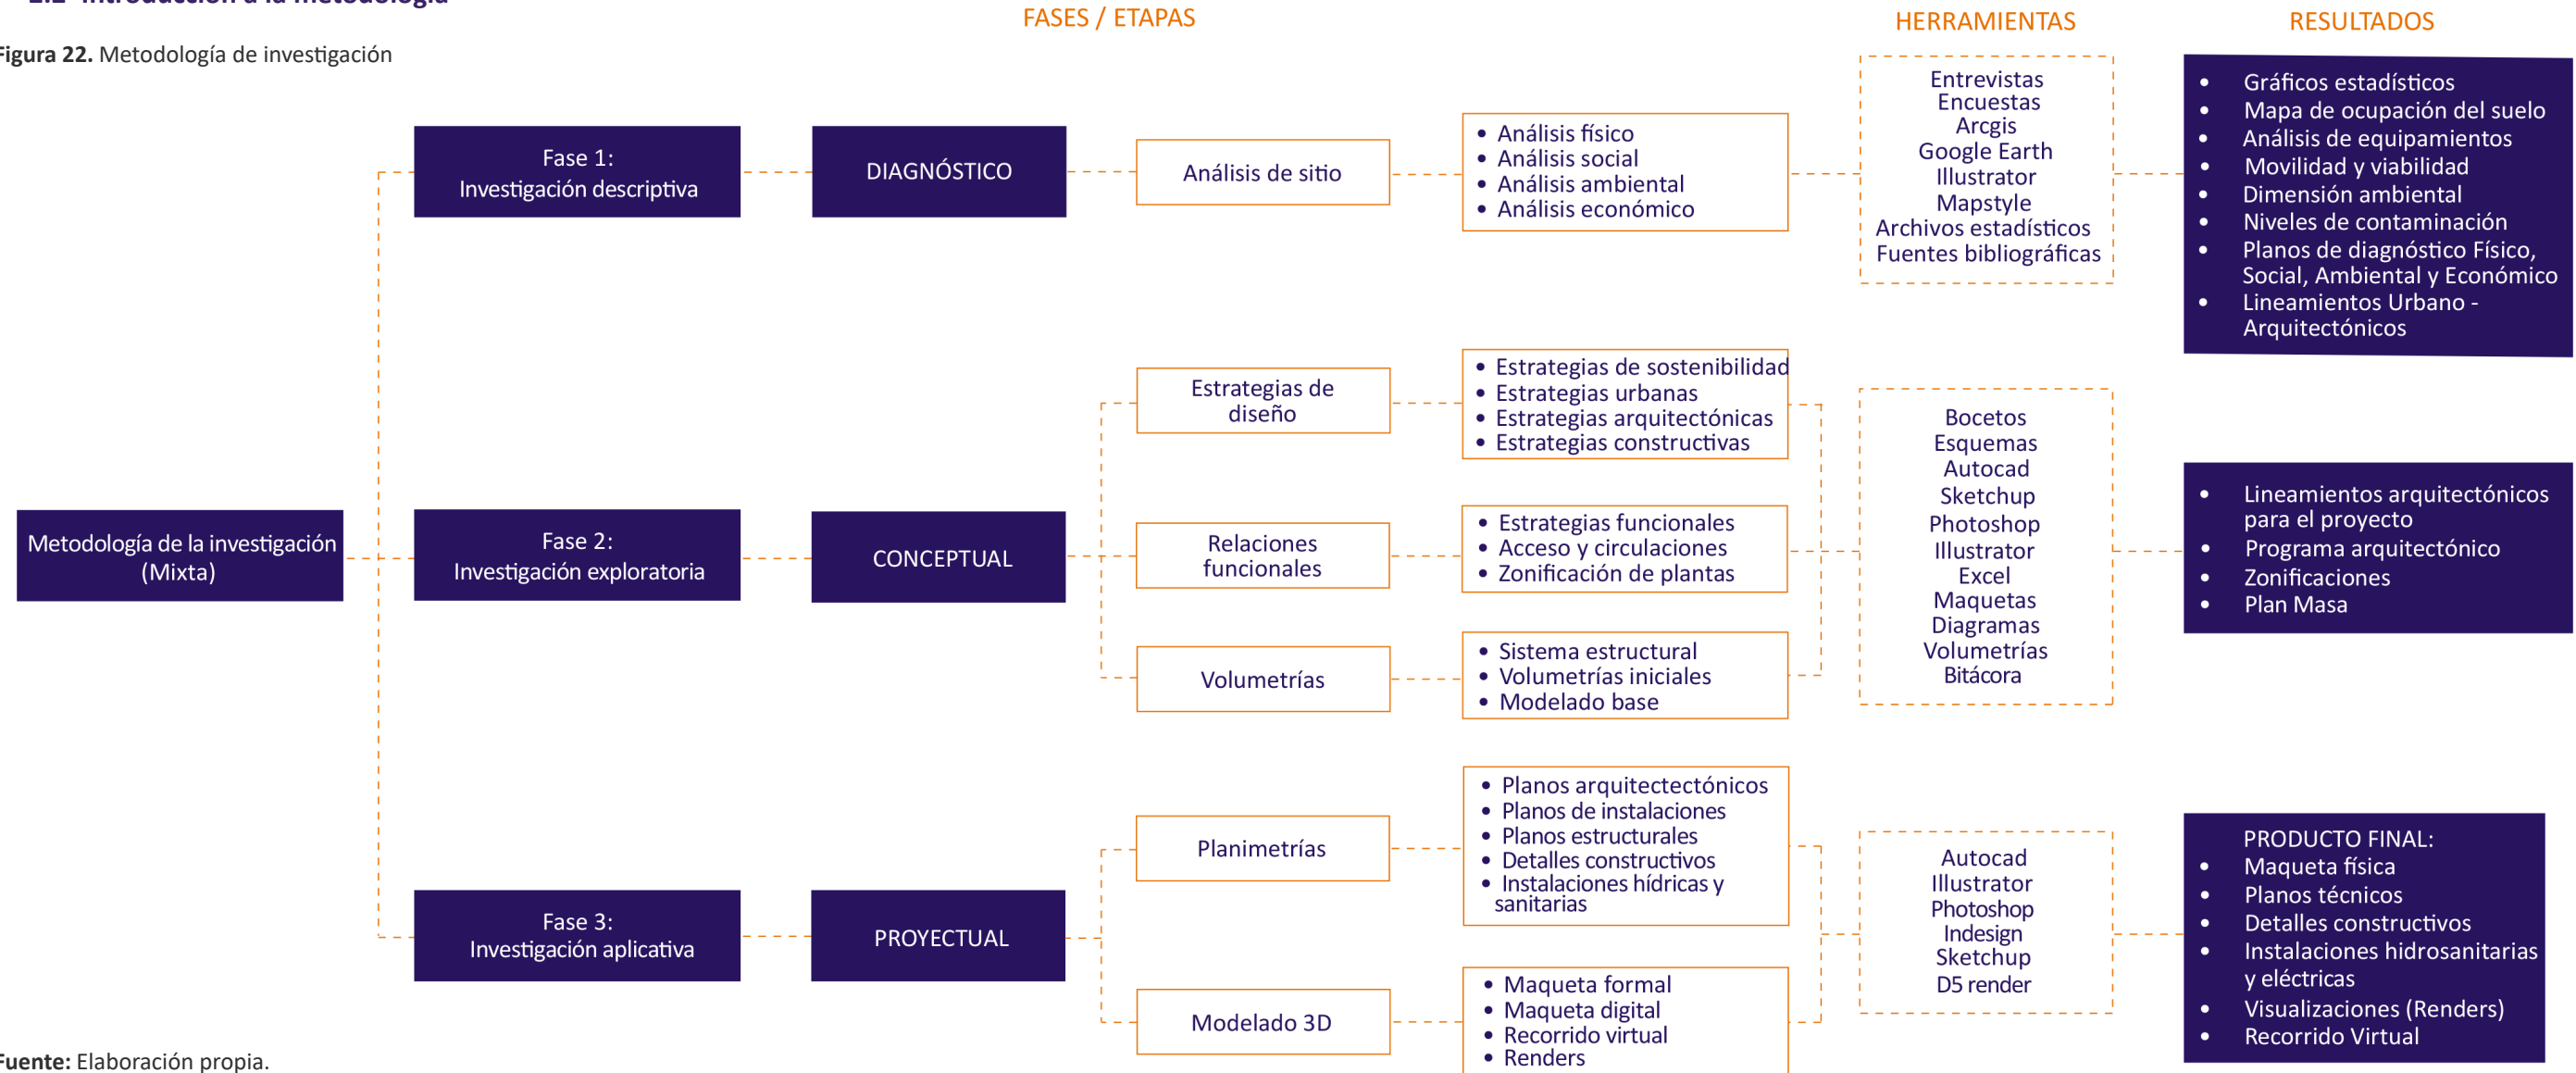 Introducción a la metodología
FASES / ETAPAS
HERRAMIENTAS
RESULTADOS
Figura 22. Metodología de investigación
Metodología de la investigación
(Mixta)
Fase 1:
Investigación descriptiva
DIAGNÓSTICO
Análisis de sitio
• Análisis físico
• Análisis social
• Análisis ambiental
• Análisis económico
Entrevistas
Encuestas
Arcgis
Google Earth
Illustrator
Mapstyle
Archivos estadísticos
Fuentes bibliográficas
• Gráficos estadísticos
• Mapa de ocupación del suelo
• Análisis de equipamientos
• Movilidad y viabilidad
• Dimensión ambiental
• Niveles de contaminación
• Planos de diagnóstico Físico,
Social, Ambiental y Económico
• Lineamientos Urbano -
Arquitectónicos
Fase 2:
Investigación exploratoria
CONCEPTUAL
Estrategias de
diseño
• Estrategias de sostenibilidad
• Estrategias urbanas
• Estrategias arquitectónicas
• Estrategias constructivas
Relaciones
funcionales
• Estrategias funcionales
• Acceso y circulaciones
• Zonificación de plantas
Volumetrías
• Sistema estructural
• Volumetrías iniciales
• Modelado base
Bocetos
Esquemas
Autocad
Sketchup
Photoshop
Illustrator
Excel
Maquetas
Diagramas
Volumetrías
Bitácora
• Lineamientos arquitectónicos
para el proyecto
• Programa arquitectónico
• Zonificaciones
• Plan Masa
Fase 3:
Investigación aplicativa
PROYECTUAL
Planimetrías
• Planos arquitectectónicos
• Planos de instalaciones
• Planos estructurales
• Detalles constructivos
• Instalaciones hídricas y
sanitarias
Modelado 3D
• Maqueta formal
• Maqueta digital
• Recorrido virtual
• Renders
Autocad
Illustrator
Photoshop
Indesign
Sketchup
D5 render
PRODUCTO FINAL:
• Maqueta física
• Planos técnicos
• Detalles constructivos
• Instalaciones hidrosanitarias
y eléctricas
• Visualizaciones (Renders)
• Recorrido Virtual
Fuente: Elaboración propia.